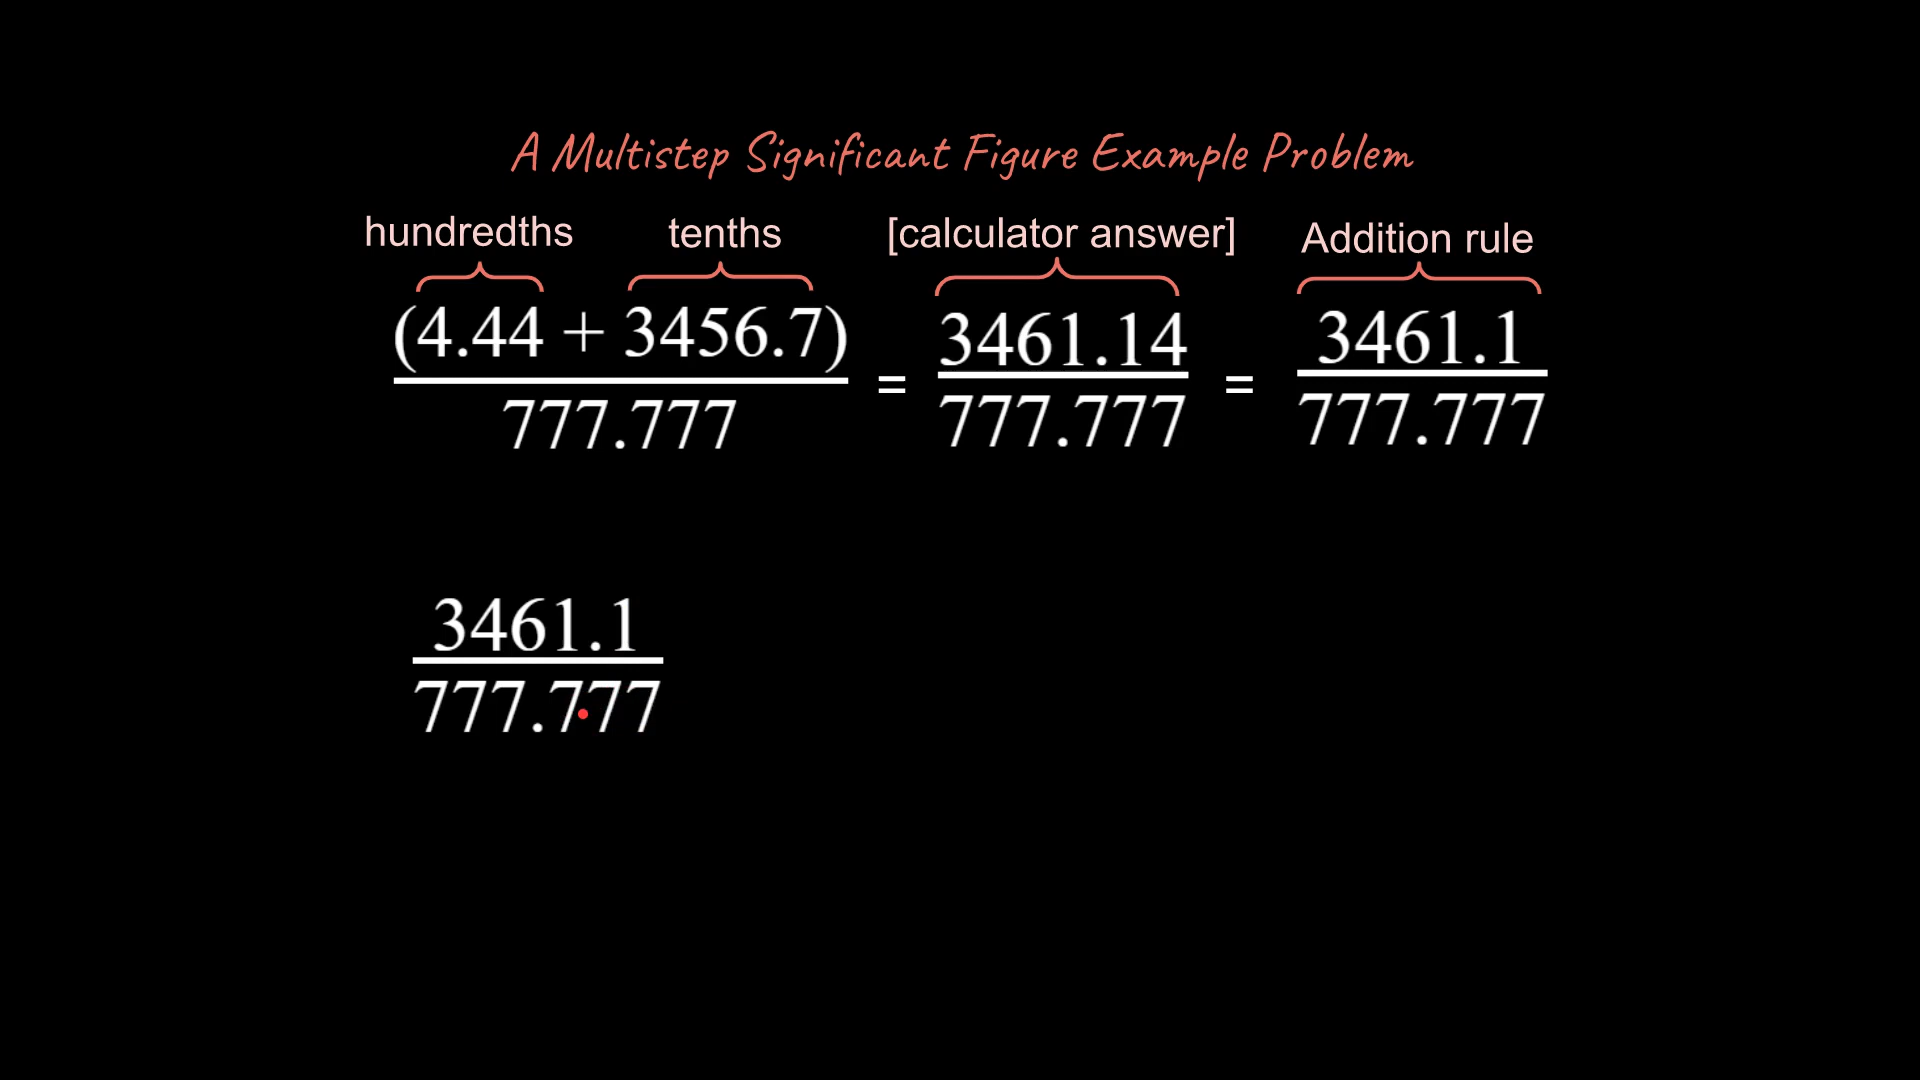 A Multistep Significant Figure Example Problem
hundredths tenths [calculator answer] Addition rule
(4.44 + 3456.7) 3461.14 3461.1
= =
777.777 777.777 777.777
3461.1
777.777